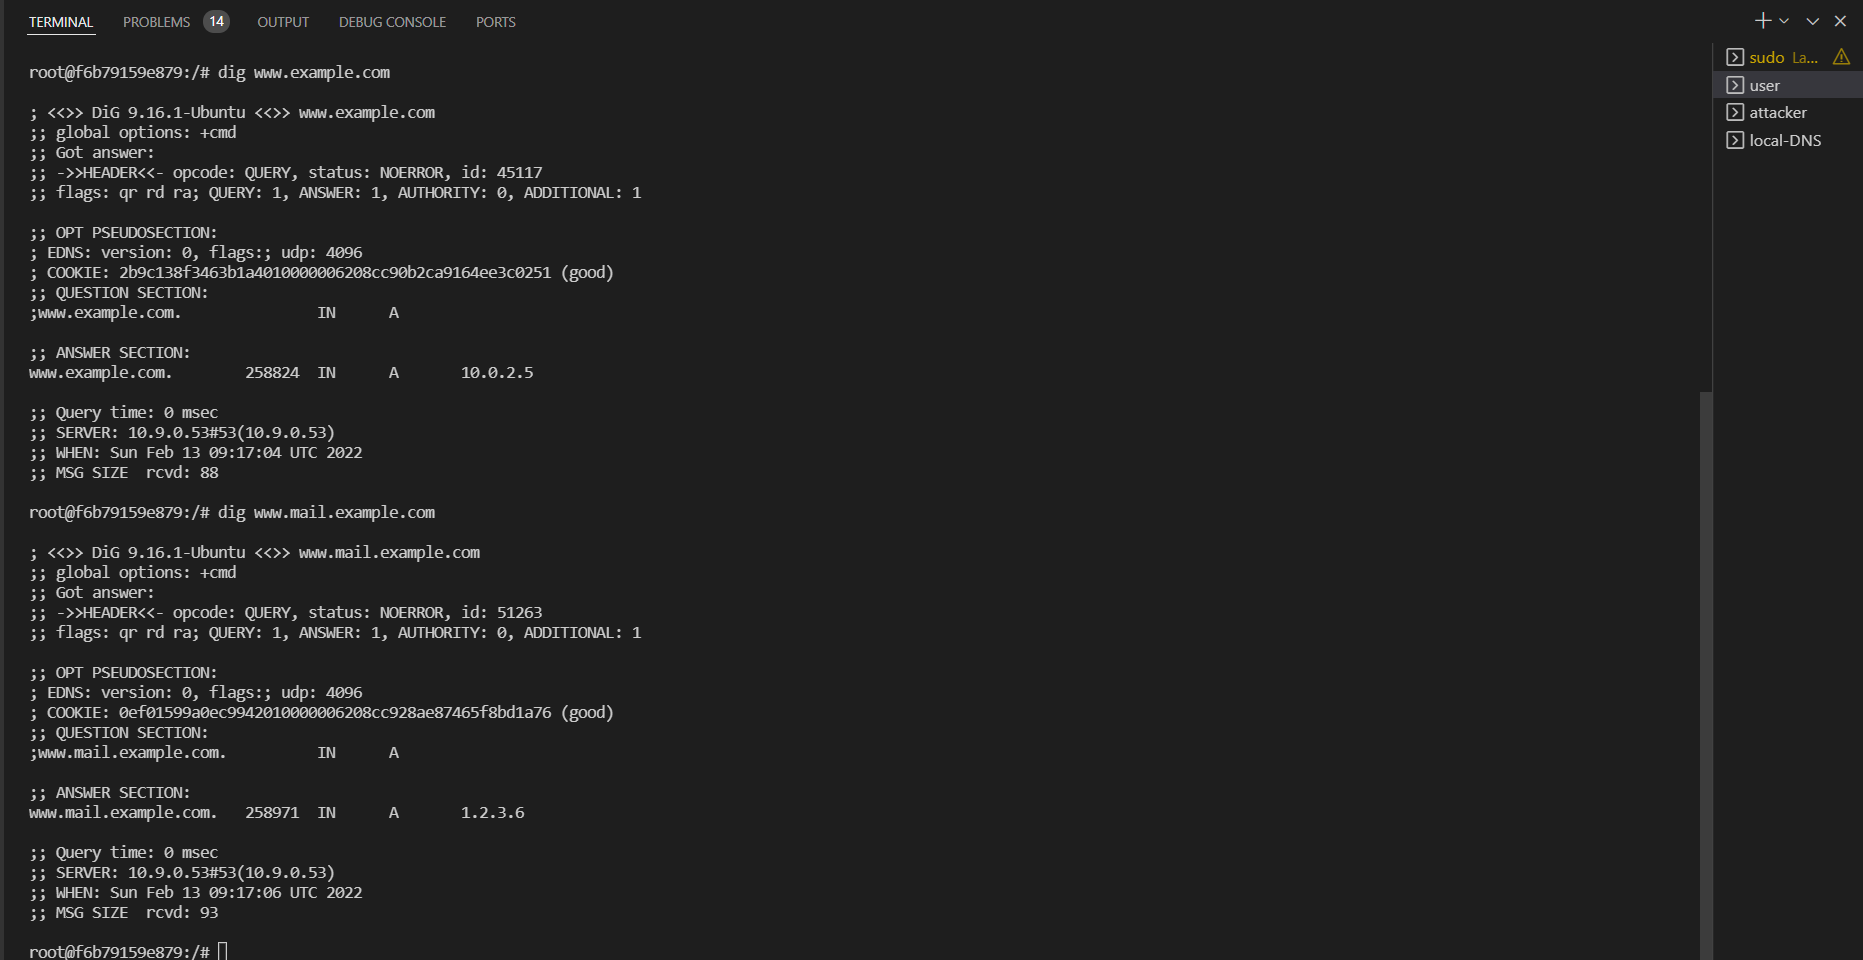 TERMINAL PROBLEMS 14 OUTPUT DEBUG CONSOLE PORTS
sudo La...
user
attacker
local-DNS
root@f6b79159e879:/# dig www.example.com
; <<>> DiG 9.16.1-Ubuntu <<>> www.example.com
;; global options: +cmd
;; Got answer:
;; ->>HEADER<<- opcode: QUERY, status: NOERROR, id: 45117
;; flags: qr rd ra; QUERY: 1, ANSWER: 1, AUTHORITY: 0, ADDITIONAL: 1
;; OPT PSEUDOSECTION:
; EDNS: version: 0, flags:; udp: 4096
; COOKIE: 2b9c138f3463b1a4010000006208cc90b2ca9164ee3c0251 (good)
;; QUESTION SECTION:
;www.example.com. IN A
;; ANSWER SECTION:
www.example.com. 258824 IN A 10.0.2.5
;; Query time: 0 msec
;; SERVER: 10.9.0.53#53(10.9.0.53)
;; WHEN: Sun Feb 13 09:17:04 UTC 2022
;; MSG SIZE  rcvd: 88
root@f6b79159e879:/# dig www.mail.example.com
; <<>> DiG 9.16.1-Ubuntu <<>> www.mail.example.com
;; global options: +cmd
;; Got answer:
;; ->>HEADER<<- opcode: QUERY, status: NOERROR, id: 51263
;; flags: qr rd ra; QUERY: 1, ANSWER: 1, AUTHORITY: 0, ADDITIONAL: 1
;; OPT PSEUDOSECTION:
; EDNS: version: 0, flags:; udp: 4096
; COOKIE: 0ef01599a0ec9942010000006208cc928ae87465f8bd1a76 (good)
;; QUESTION SECTION:
;www.mail.example.com. IN A
;; ANSWER SECTION:
www.mail.example.com. 258971 IN A 1.2.3.6
;; Query time: 0 msec
;; SERVER: 10.9.0.53#53(10.9.0.53)
;; WHEN: Sun Feb 13 09:17:06 UTC 2022
;; MSG SIZE  rcvd: 93
root@f6b79159e879:/#